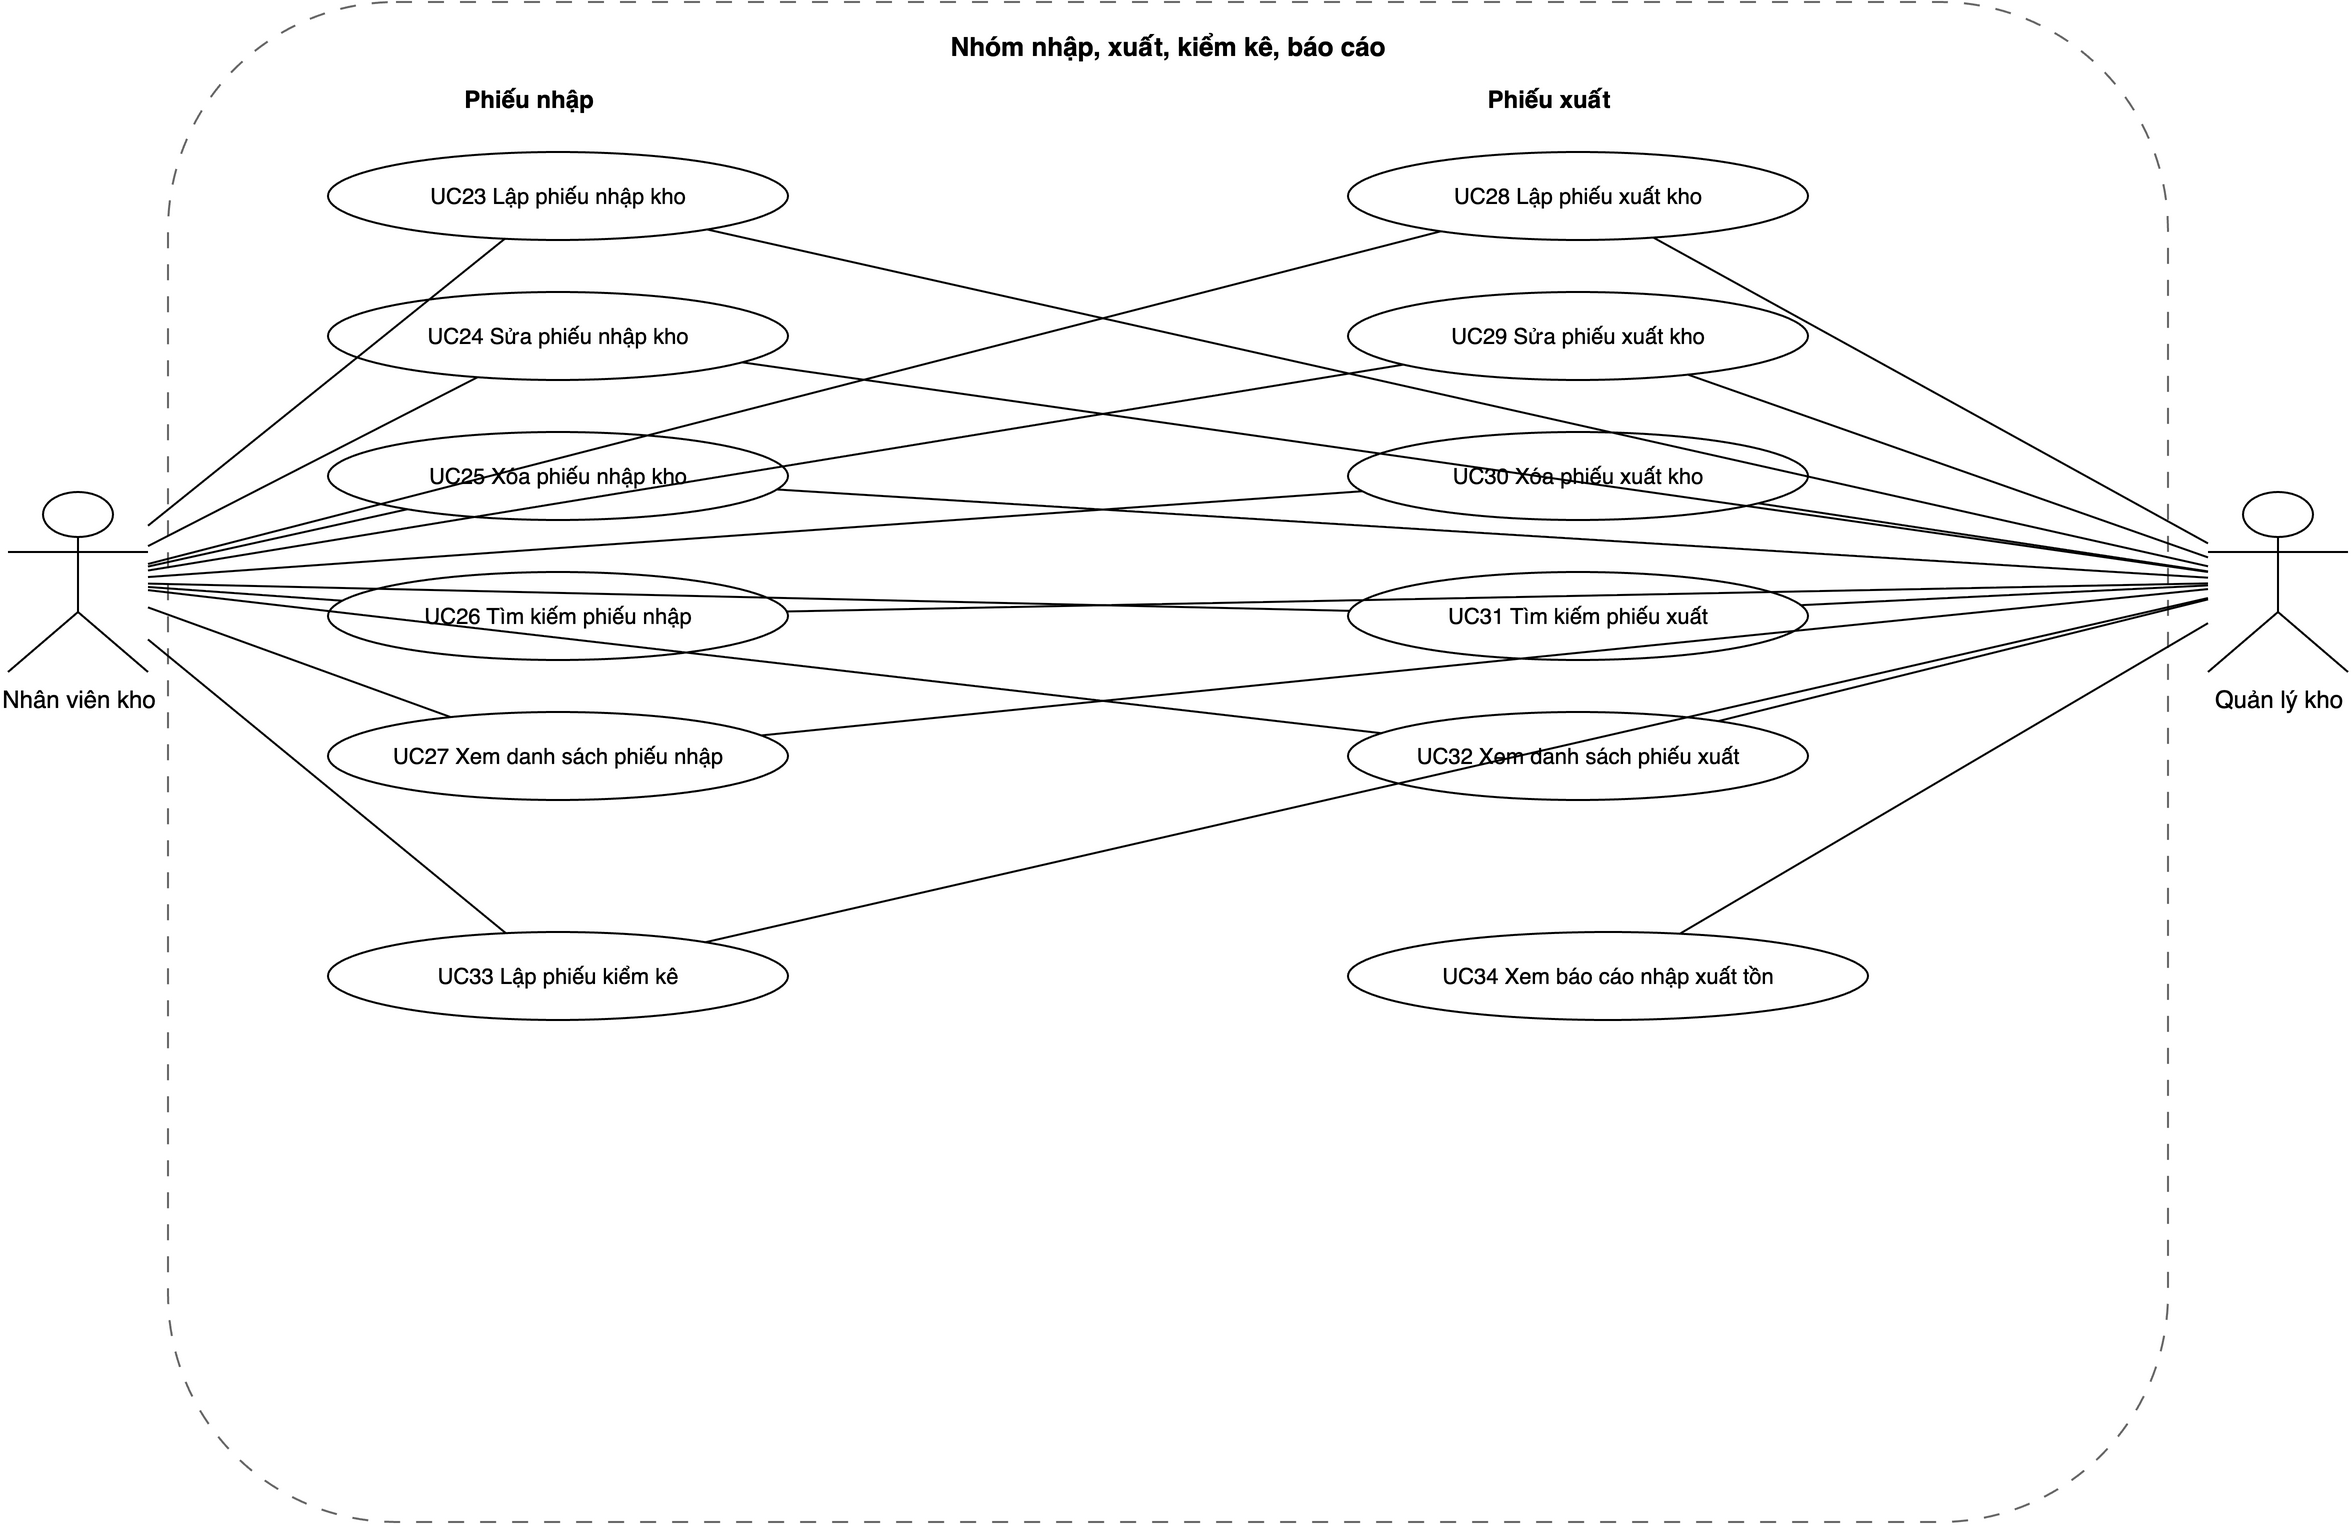 Nhóm nhập, xuất, kiểm kê, báo cáo
Phiếu nhập
Phiếu xuất
UC23 Lập phiếu nhập kho
UC28 Lập phiếu xuất kho
UC24 Sửa phiếu nhập kho
UC29 Sửa phiếu xuất kho
UC25 Xóa phiếu nhập kho
UC30 Xóa phiếu xuất kho
UC26 Tìm kiếm phiếu nhập
UC31 Tìm kiếm phiếu xuất
Nhân viên kho
Quản lý kho
UC27 Xem danh sách phiếu nhập
UC32 Xem danh sách phiếu xuất
UC33 Lập phiếu kiểm kê
UC34 Xem báo cáo nhập xuất tồn